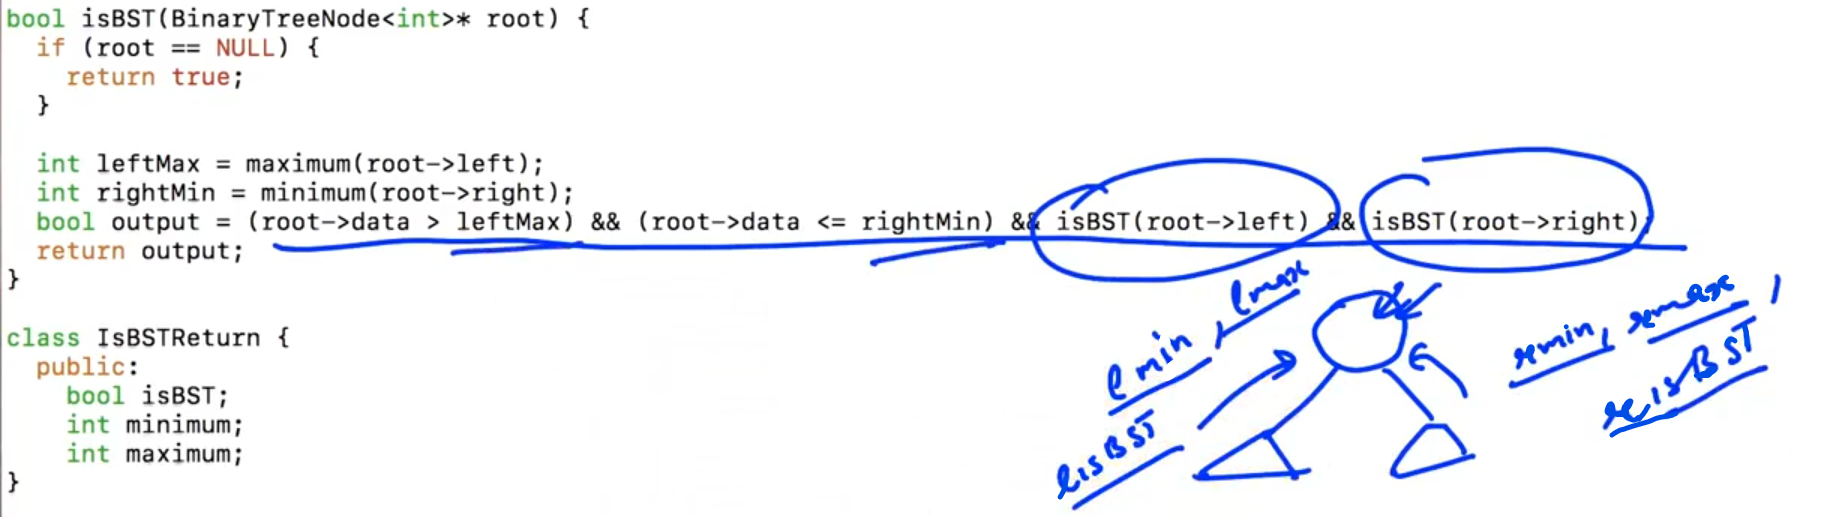 bool isBST(BinaryTreeNode<int>* root) {
if (root == NULL) {
return true;
}
int leftMax = maximum(root->left);
int rightMin = minimum(root->right);
bool output = (root->data > leftMax) && (root->data <= rightMin) && isBST(root->left) && isBST(root->right);
return output;
}
class IsBSTReturn {
public:
bool isBST;
int minimum;
int maximum;
}
lmin, lmax
lisBST
rmin, rmax,
risBST